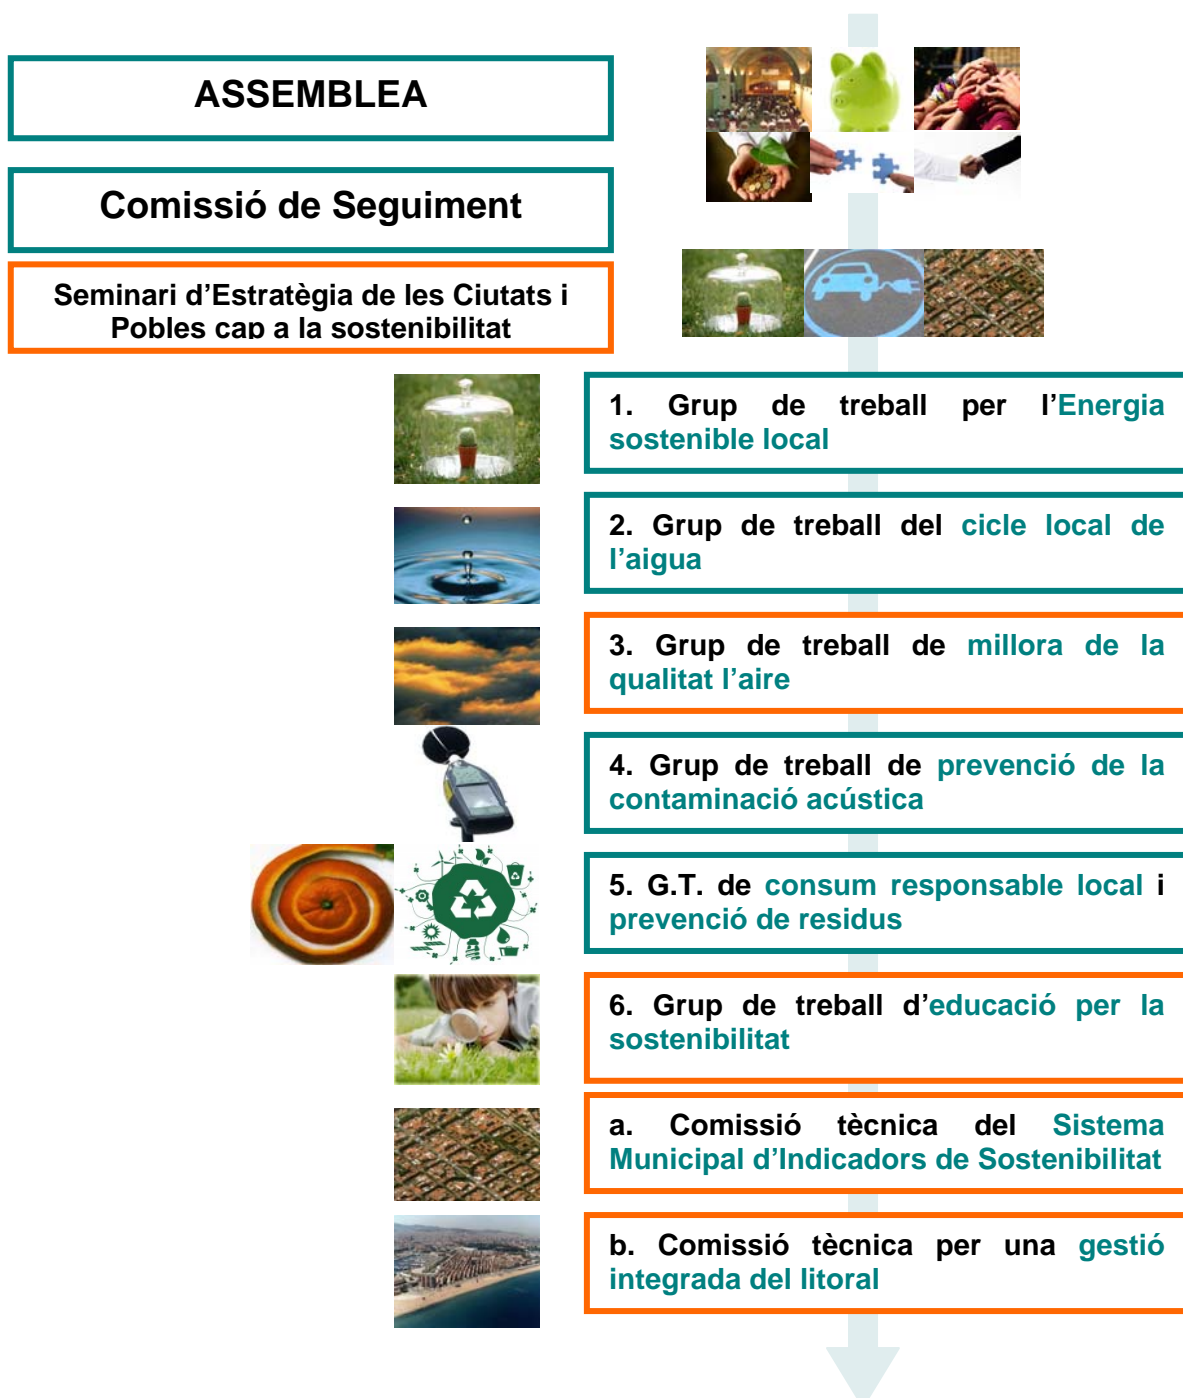 ASSEMBLEA
Comissió de Seguiment
Seminari d’Estratègia de les Ciutats i
Pobles cap a la sostenibilitat
1. Grup de treball per l’Energia
sostenible local
2. Grup de treball del cicle local de
l’aigua
3. Grup de treball de millora de la
qualitat l’aire
4. Grup de treball de prevenció de la
contaminació acústica
5. G.T. de consum responsable local i
prevenció de residus
6. Grup de treball d’educació per la
sostenibilitat
a. Comissió tècnica del Sistema
Municipal d’Indicadors de Sostenibilitat
b. Comissió tècnica per una gestió
integrada del litoral